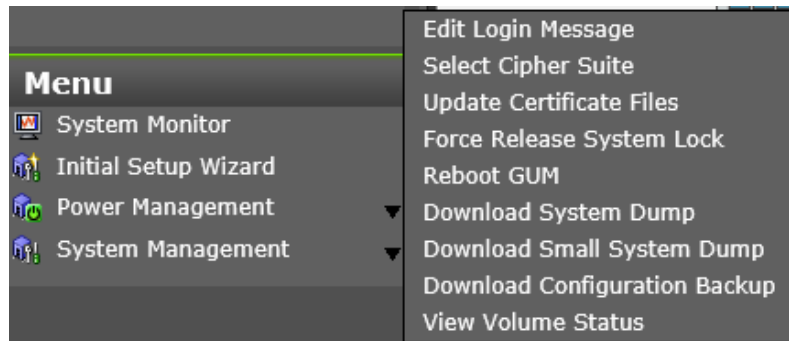 Menu
System Monitor
Initial Setup Wizard
Power Management
System Management
Edit Login Message
Select Cipher Suite
Update Certificate Files
Force Release System Lock
Reboot GUM
Download System Dump
Download Small System Dump
Download Configuration Backup
View Volume Status